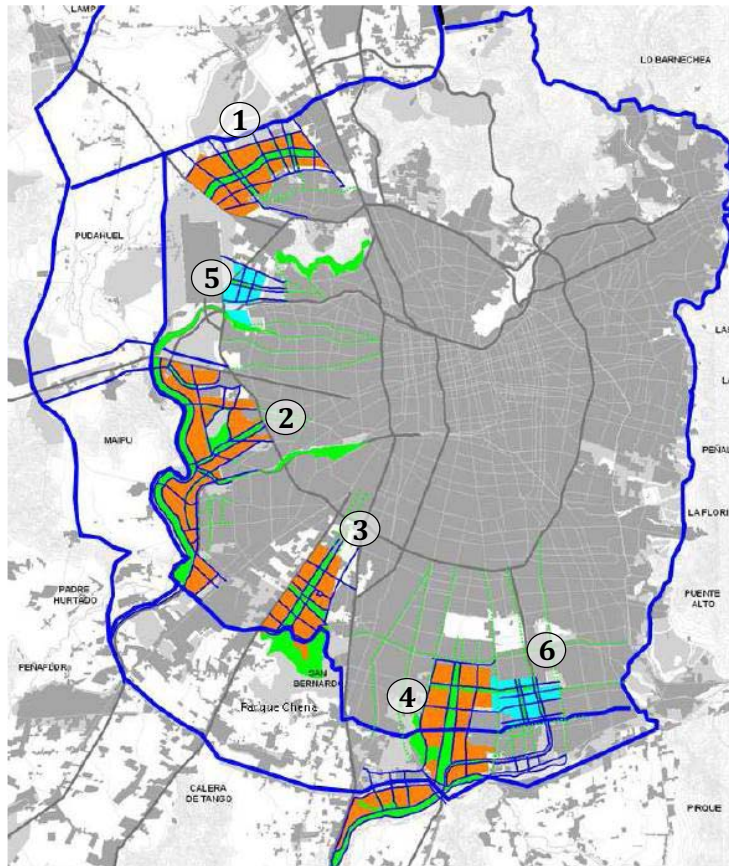 LAMP
LO BARNECHEA
1
PUDAHUEL
5
LAS
L
2
MAIPU
PEÑAL
LA FLORI
3
PADRE
HURTADO
PUENTE
ALTO
PEÑAFLOR
6
SAN
BERNARDO
4
Parque Chena
CALERA
DE TANGO
PIRQUE